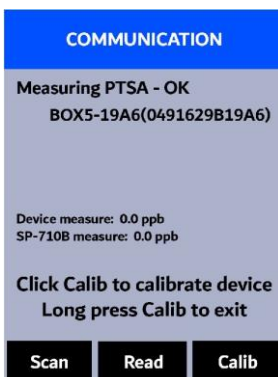 COMMUNICATION
Measuring PTSA - OK
BOX5-19A6(0491629B19A6)
Device measure: 0.0 ppb
SP-710B measure: 0.0 ppb
Click Calib to calibrate device
Long press Calib to exit
Scan Read Calib